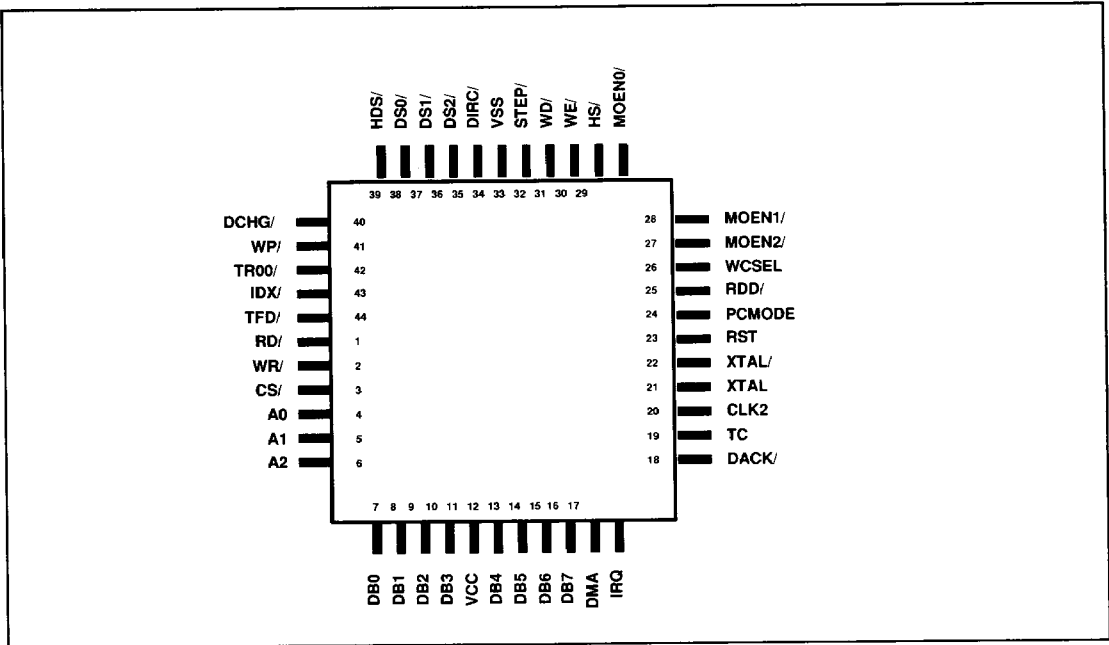 HDS/ DS0/ DS1/ DS2/ DIRC/ VSS STEP/ WD/ WE/ HS/ MOEN0/
39 38 37 36 35 34 33 32 31 30 29
DCHG/ 40 28 MOEN1/
WP/ 41 27 MOEN2/
TR00/ 42 26 WCSEL
IDX/ 43 25 RDD/
TFD/ 44 24 PCMODE
RD/ 1 23 RST
WR/ 2 22 XTAL/
CS/ 3 21 XTAL
A0 4 20 CLK2
A1 5 19 TC
A2 6 18 DACK/
7 8 9 10 11 12 13 14 15 16 17
DB0 DB1 DB2 DB3 VCC DB4 DB5 DB6 DB7 DMA IRQ